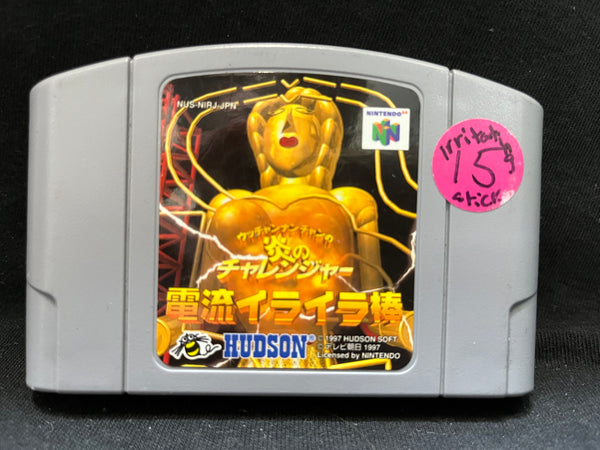 NUS-NIRJ-JPN
NINTENDO 64
N
Irritating
15
stick
ウッチャンナンチャンの
炎の
チャレンジャー
電流イライラ棒
HUDSON
© 1997 HUDSON SOFT
© テレビ朝日 1997
Licensed by NINTENDO